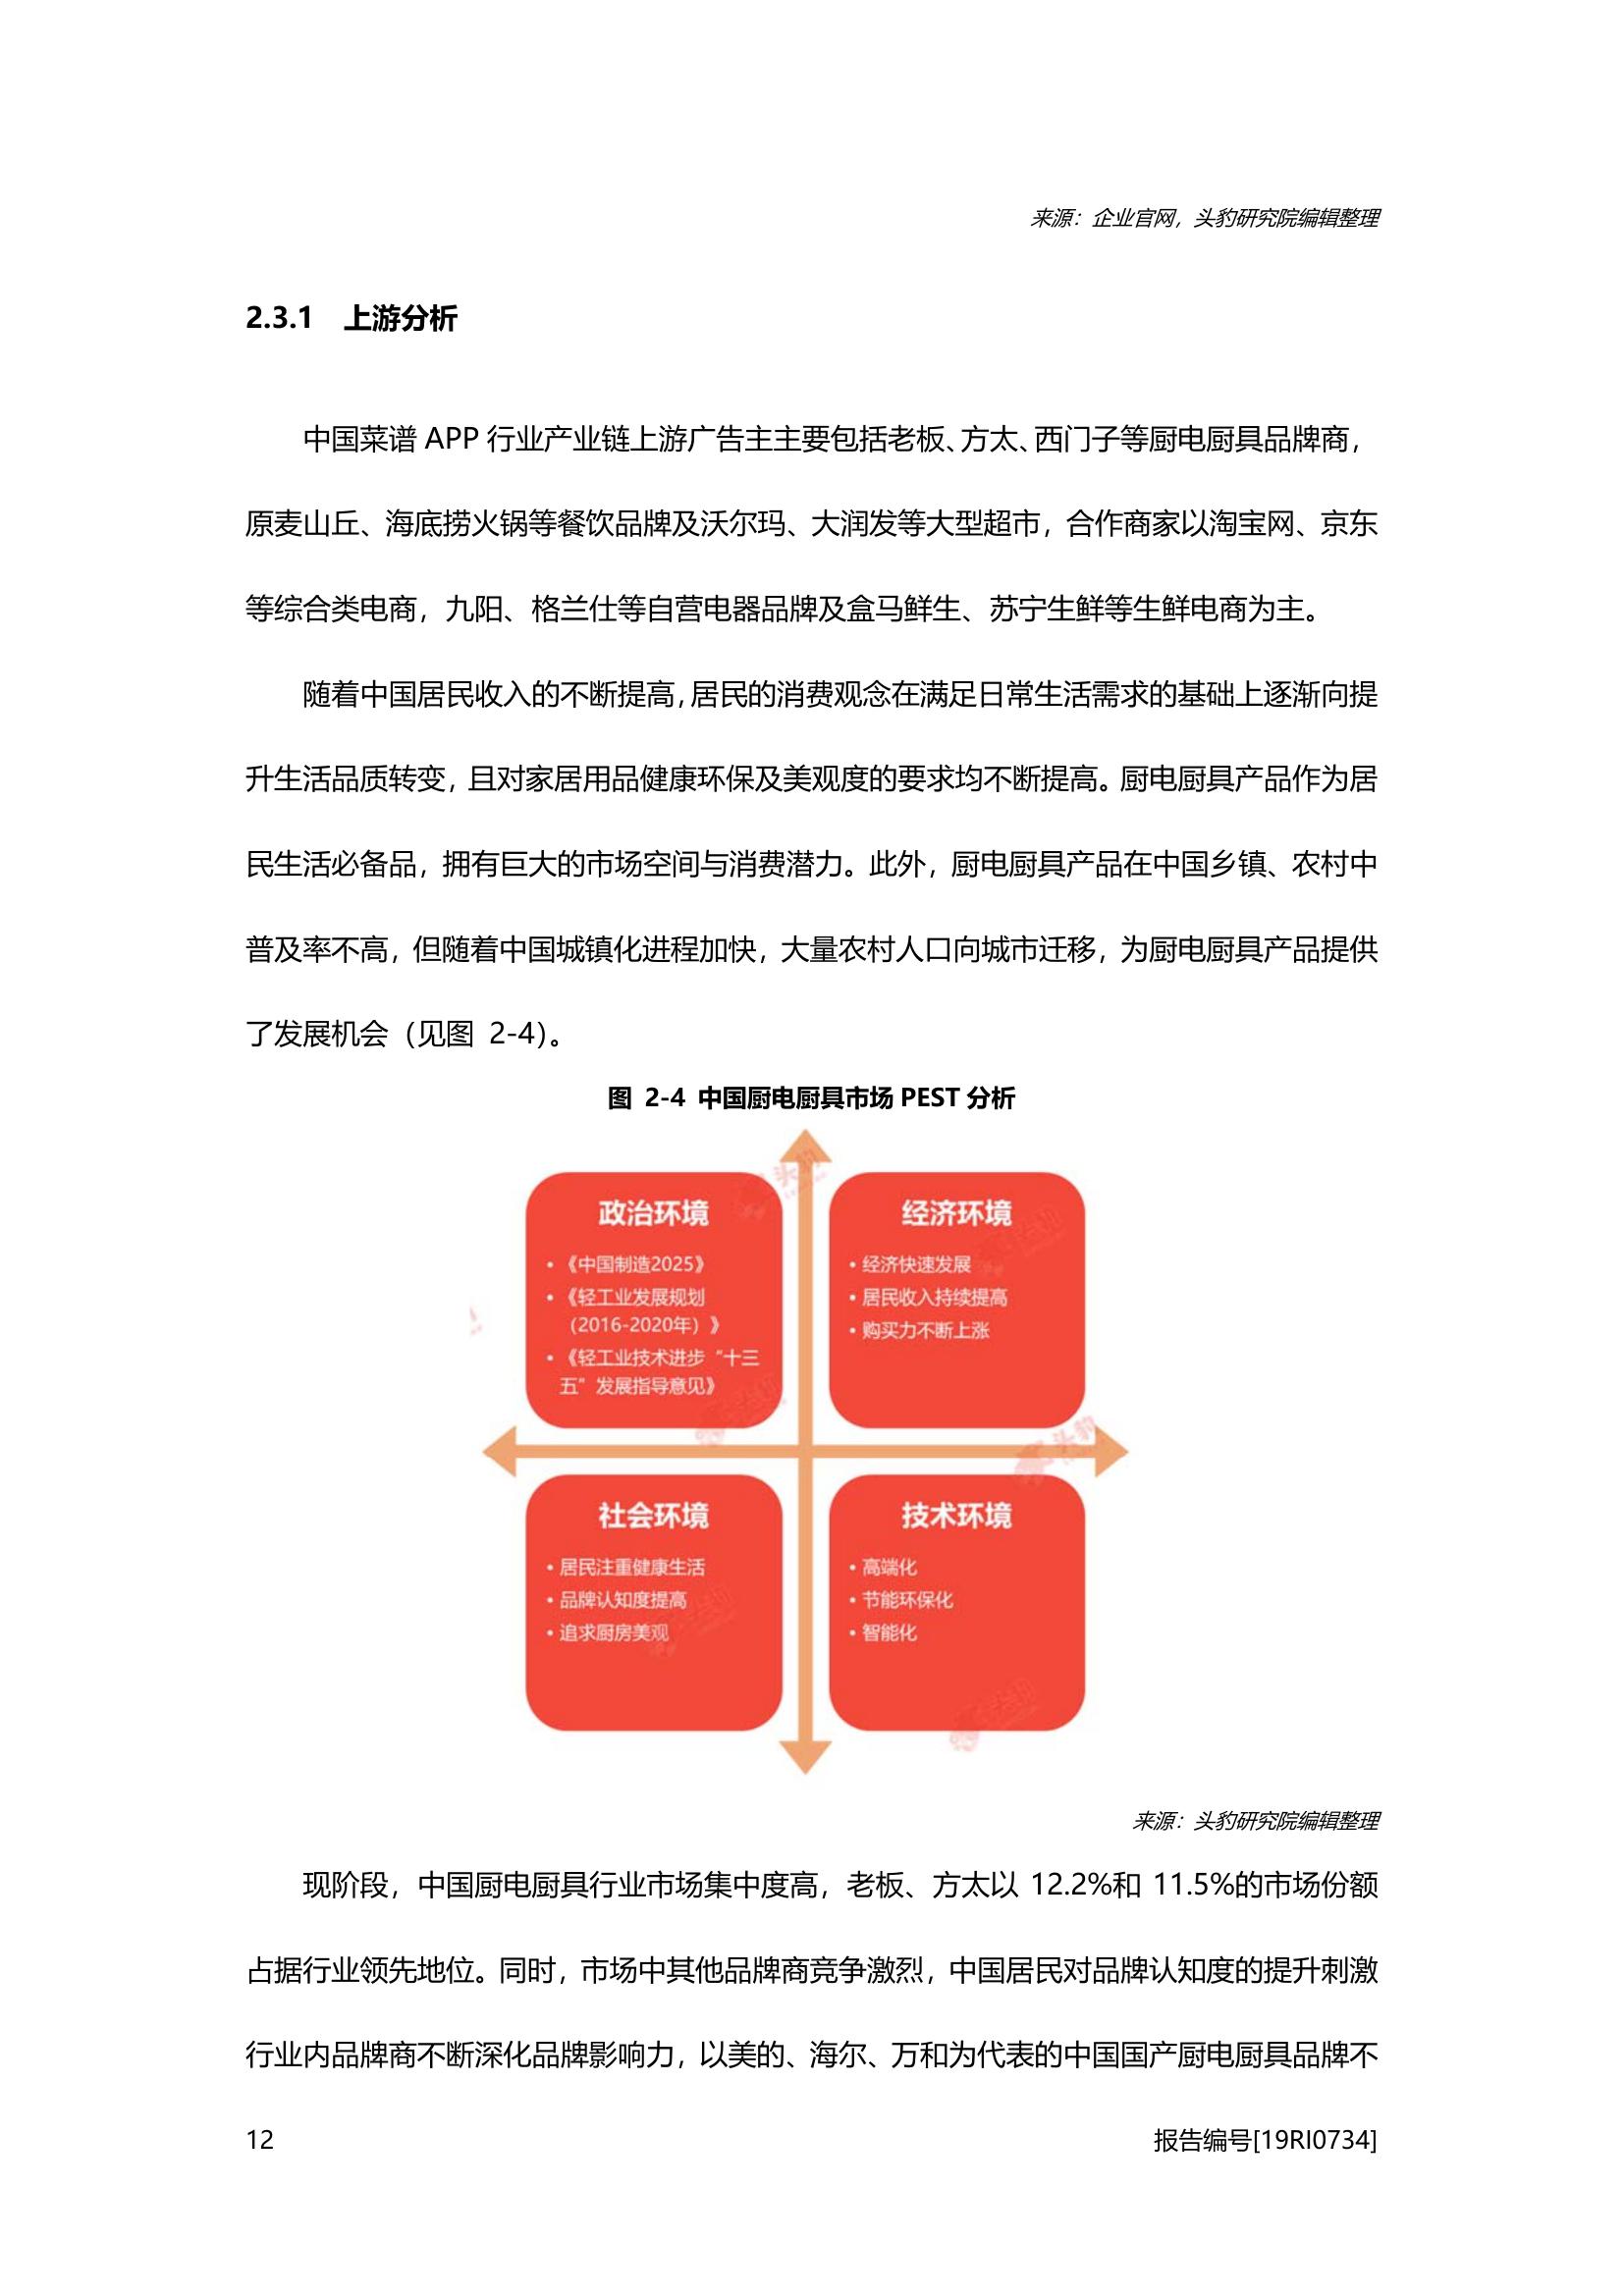 来源：企业官网，头豹研究院编辑整理
2.3.1 上游分析
中国菜谱 APP 行业产业链上游广告主主要包括老板、方太、西门子等厨电厨具品牌商，
原麦山丘、海底捞火锅等餐饮品牌及沃尔玛、大润发等大型超市，合作商家以淘宝网、京东
等综合类电商，九阳、格兰仕等自营电器品牌及盒马鲜生、苏宁生鲜等生鲜电商为主。
随着中国居民收入的不断提高，居民的消费观念在满足日常生活需求的基础上逐渐向提
升生活品质转变，且对家居用品健康环保及美观度的要求均不断提高。厨电厨具产品作为居
民生活必备品，拥有巨大的市场空间与消费潜力。此外，厨电厨具产品在中国乡镇、农村中
普及率不高，但随着中国城镇化进程加快，大量农村人口向城市迁移，为厨电厨具产品提供
了发展机会（见图 2-4）。
图 2-4 中国厨电厨具市场 PEST 分析
政治环境
• 《中国制造2025》
• 《轻工业发展规划
（2016-2020年）》
• 《轻工业技术进步“十三
五”发展指导意见》
经济环境
• 经济快速发展
• 居民收入持续提高
• 购买力不断上涨
社会环境
• 居民注重健康生活
• 品牌认知度提高
• 追求厨房美观
技术环境
• 高端化
• 节能环保化
• 智能化
头豹
头豹
来源：头豹研究院编辑整理
现阶段，中国厨电厨具行业市场集中度高，老板、方太以 12.2%和 11.5%的市场份额
占据行业领先地位。同时，市场中其他品牌商竞争激烈，中国居民对品牌认知度的提升刺激
行业内品牌商不断深化品牌影响力，以美的、海尔、万和为代表的中国国产厨电厨具品牌不
12
报告编号[19RI0734]